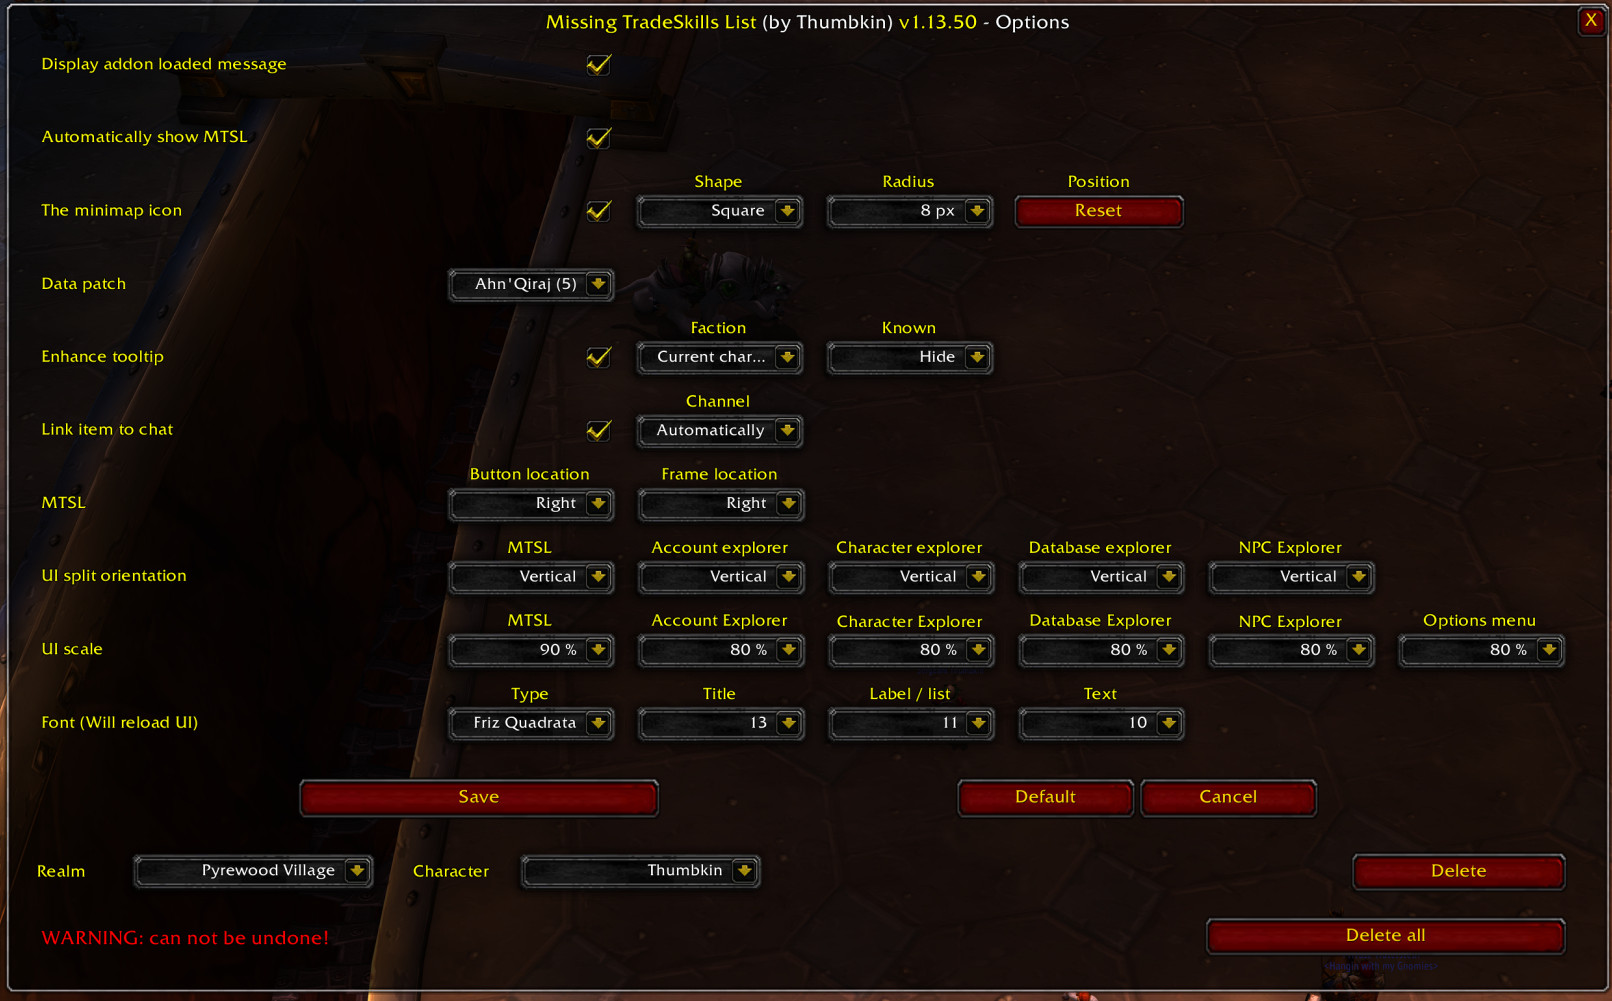 Missing TradeSkills List (by Thumbkin) v1.13.50 - Options
X
Display addon loaded message
Automatically show MTSL
Shape Radius Position
The minimap icon Square 8 px Reset
Data patch Ahn'Qiraj (5)
Faction Known
Enhance tooltip Current char... Hide
Channel
Link item to chat Automatically
Button location Frame location
MTSL Right Right
MTSL Account explorer Character explorer Database explorer NPC Explorer
UI split orientation Vertical Vertical Vertical Vertical Vertical
MTSL Account Explorer Character Explorer Database Explorer NPC Explorer Options menu
UI scale 90 % 80 % 80 % 80 % 80 % 80 %
Type Title Label / list Text
Font (Will reload UI) Friz Quadrata 13 11 10
Save Default Cancel
Realm Pyrewood Village Character Thumbkin Delete
WARNING: can not be undone! Delete all